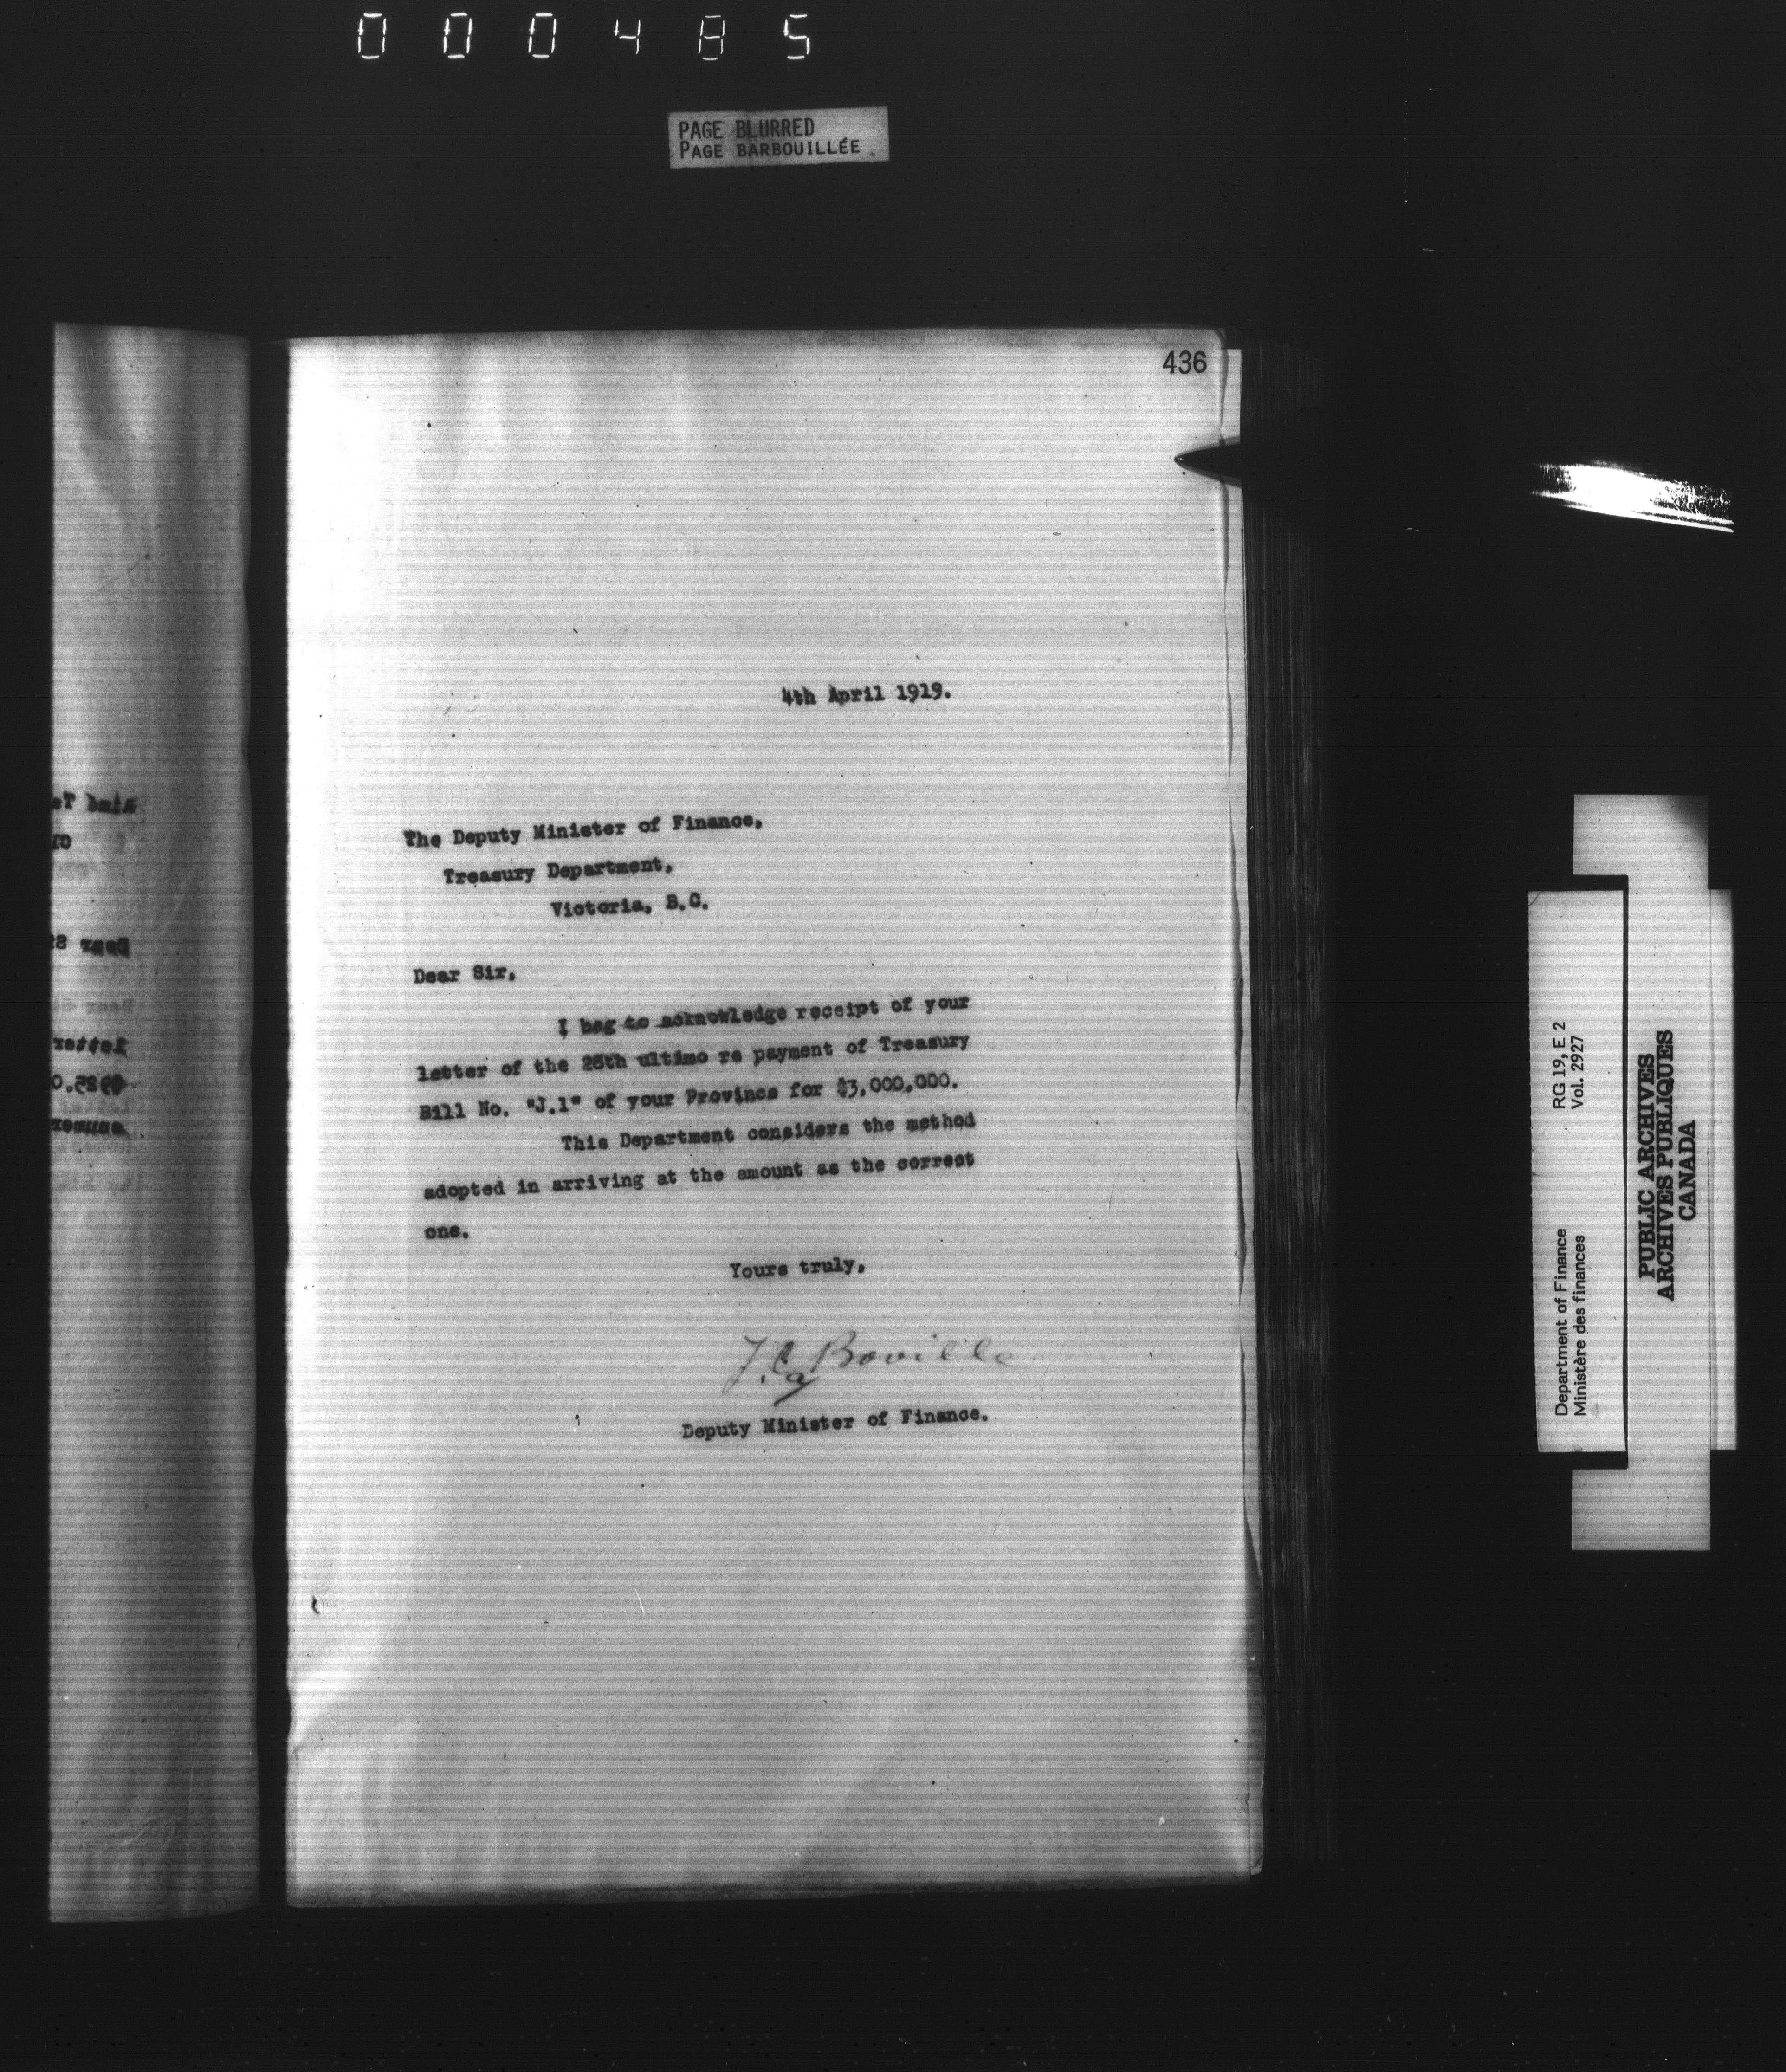 000485
PAGE BLURRED
PAGE BARBOUILLÉE
436
4th April 1919.
The Deputy Minister of Finance,
Treasury Department,
Victoria, B.C.
Dear Sir,
I beg to acknowledge receipt of your
letter of the 28th ultimo re payment of Treasury
Bill No. "J.1" of your Province for $3,000,000.
This Department considers the method
adopted in arriving at the amount as the correct
one.
Yours truly,
Boville
Deputy Minister of Finance.
Department of Finance RG 19, E 2
Ministère des finances Vol. 2927
PUBLIC ARCHIVES
ARCHIVES PUBLIQUES
CANADA